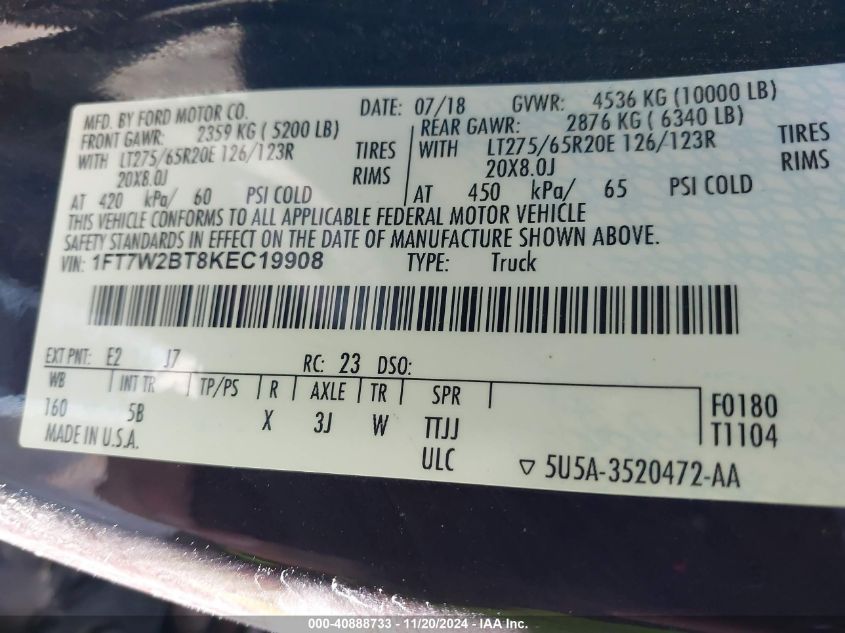 MFD. BY FORD MOTOR CO. DATE: 07/18 GVWR: 4536 KG (10000 LB)
FRONT GAWR: 2359 KG ( 5200 LB) REAR GAWR: 2876 KG ( 6340 LB)
WITH LT275/65R20E 126/123R TIRES WITH LT275/65R20E 126/123R TIRES
20X8.0J RIMS 20X8.0J RIMS
AT 420 kPa/ 60 PSI COLD AT 450 kPa/ 65 PSI COLD
THIS VEHICLE CONFORMS TO ALL APPLICABLE FEDERAL MOTOR VEHICLE
SAFETY STANDARDS IN EFFECT ON THE DATE OF MANUFACTURE SHOWN ABOVE.
VIN: 1FT7W2BT8KEC19908 TYPE: Truck
EXT PNT: E2 J7 RC: 23 DSO:
WB INT TR TP/PS R AXLE TR SPR
160 5B X 3J W TTJJ F0180
MADE IN U.S.A. ULC T1104
▽ 5U5A-3520472-AA
000-40888733 - 11/20/2024 - IAA Inc.